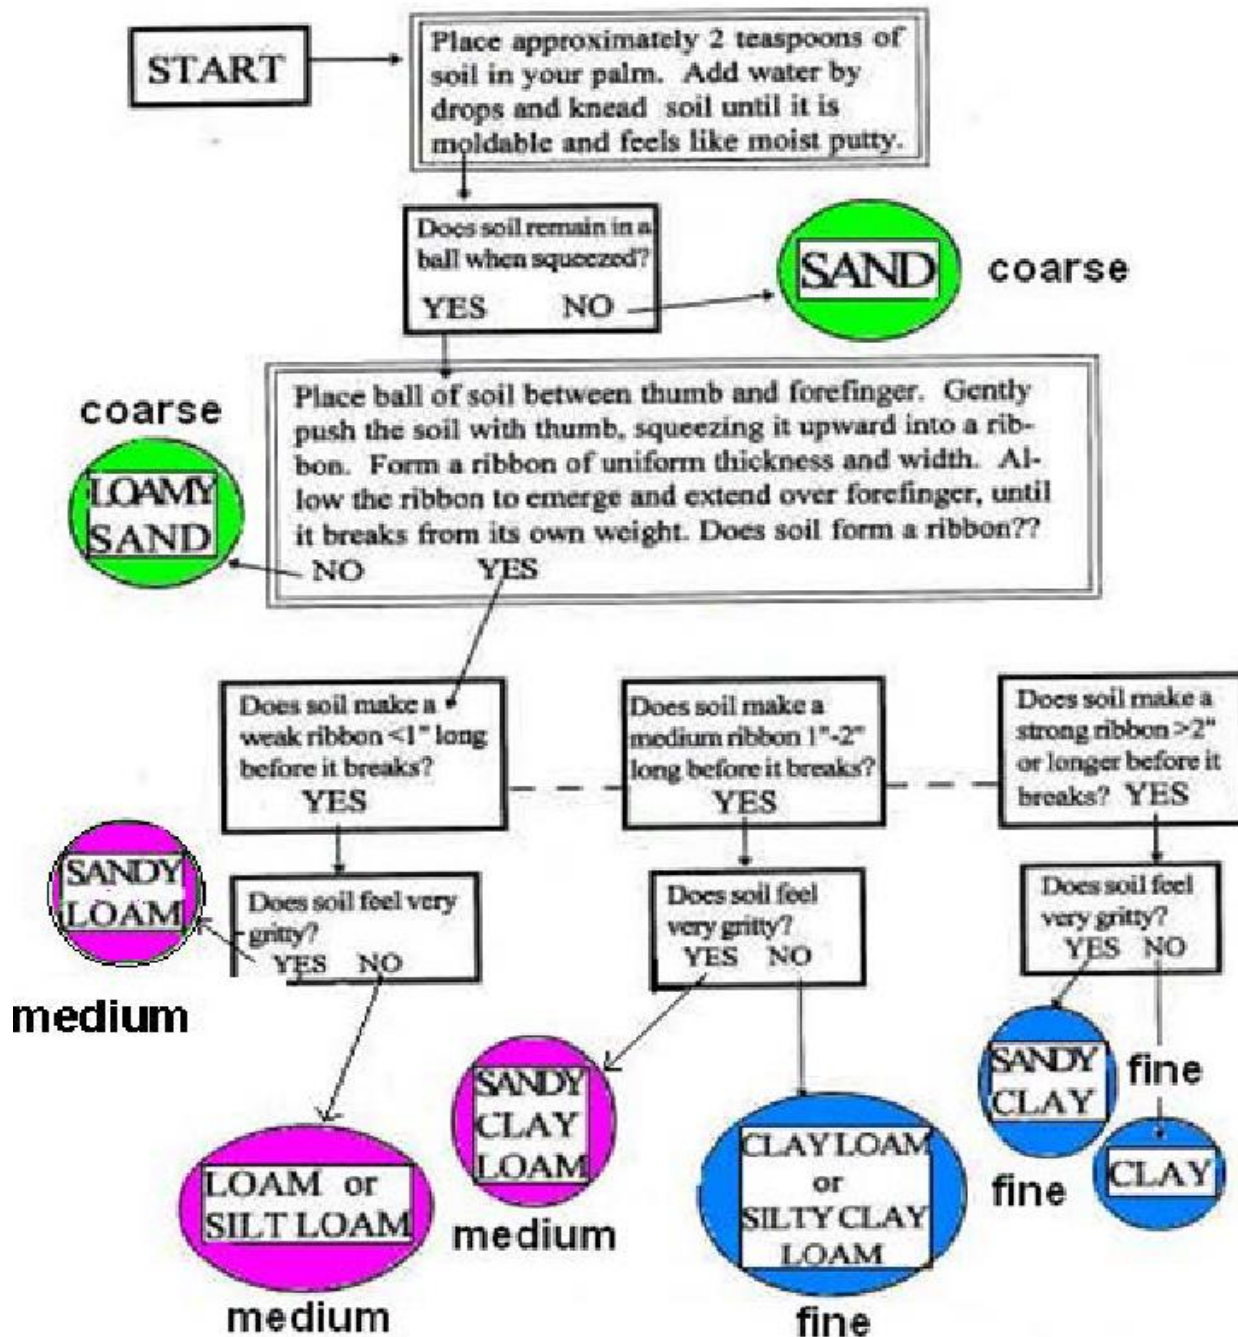 START
Place approximately 2 teaspoons of
soil in your palm. Add water by
drops and knead soil until it is
moldable and feels like moist putty.
Does soil remain in a
ball when squeezed?
YES NO
SAND
coarse
coarse
LOAMY
SAND
Place ball of soil between thumb and forefinger. Gently
push the soil with thumb, squeezing it upward into a rib-
bon. Form a ribbon of uniform thickness and width. Al-
low the ribbon to emerge and extend over forefinger, until
it breaks from its own weight. Does soil form a ribbon??
NO YES
Does soil make a
weak ribbon <1" long
before it breaks?
YES
Does soil make a
medium ribbon 1"-2"
long before it breaks?
YES
Does soil make a
strong ribbon >2"
or longer before it
breaks? YES
SANDY
LOAM
medium
Does soil feel very
gritty?
YES NO
Does soil feel
very gritty?
YES NO
Does soil feel
very gritty?
YES NO
LOAM or
SILT LOAM
medium
SANDY
CLAY
LOAM
medium
CLAY LOAM
or
SILTY CLAY
LOAM
fine
SANDY
CLAY
fine
fine
CLAY